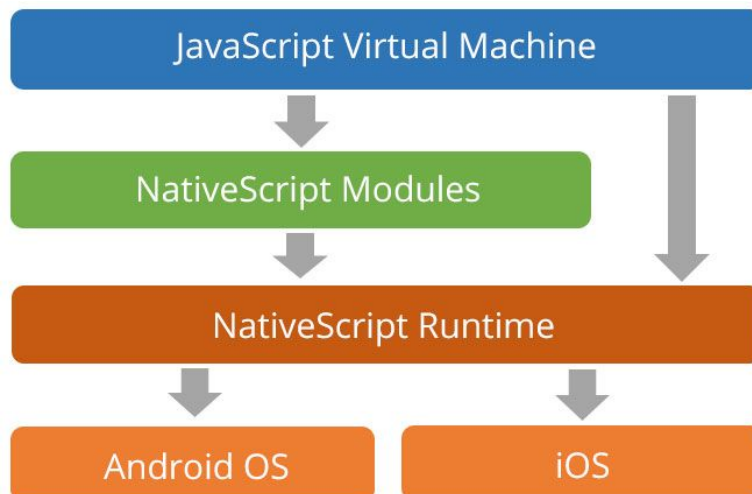 JavaScript Virtual Machine
NativeScript Modules
NativeScript Runtime
Android OS
iOS